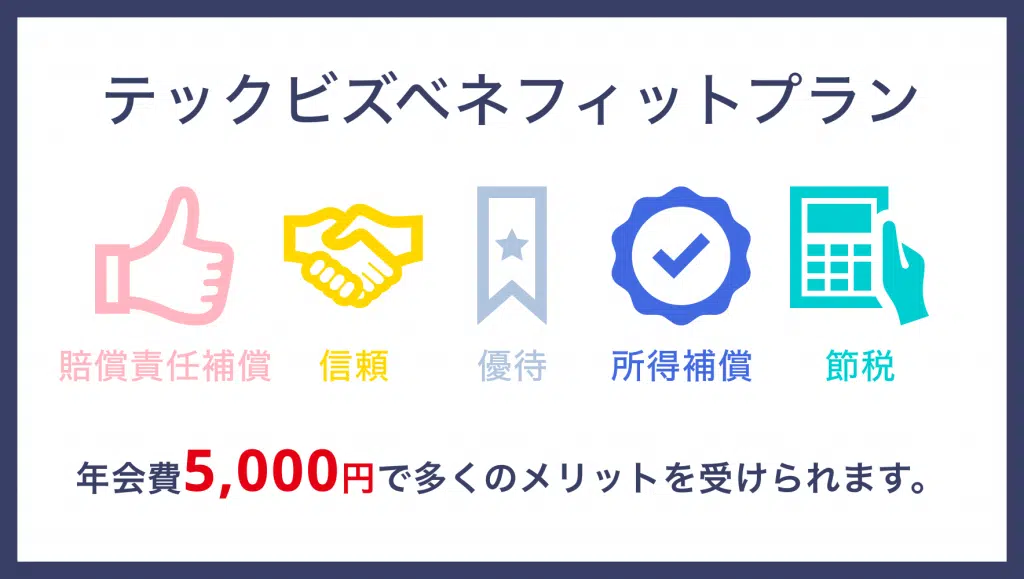 テックビズベネフィットプラン
賠償責任補償 信頼 優待 所得補償 節税
年会費5,000円で多くのメリットを受けられます。